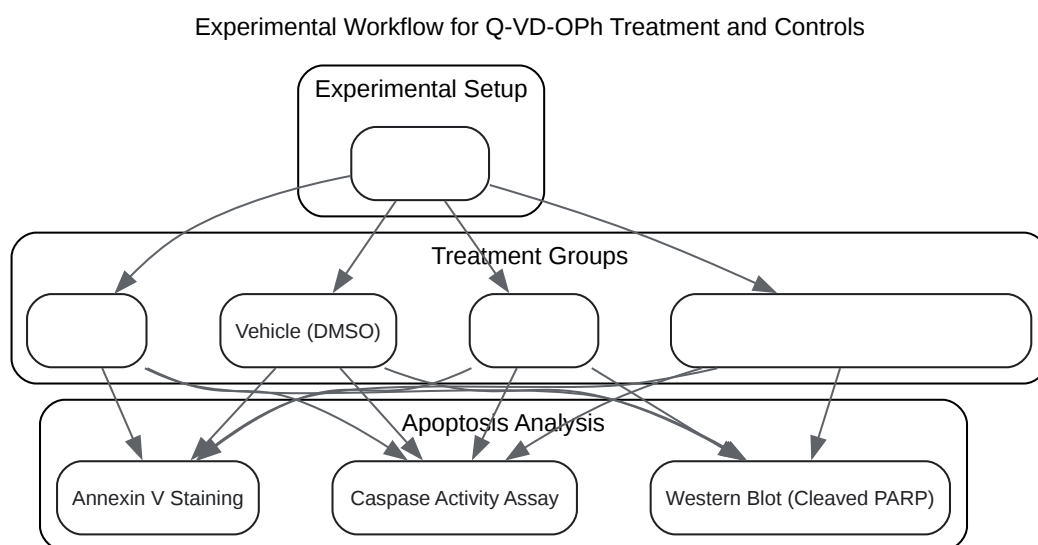 Experimental Workflow for Q-VD-OPh Treatment and Controls
Experimental Setup
Treatment Groups
Vehicle (DMSO)
Apoptosis Analysis
Annexin V Staining
Caspase Activity Assay
Western Blot (Cleaved PARP)